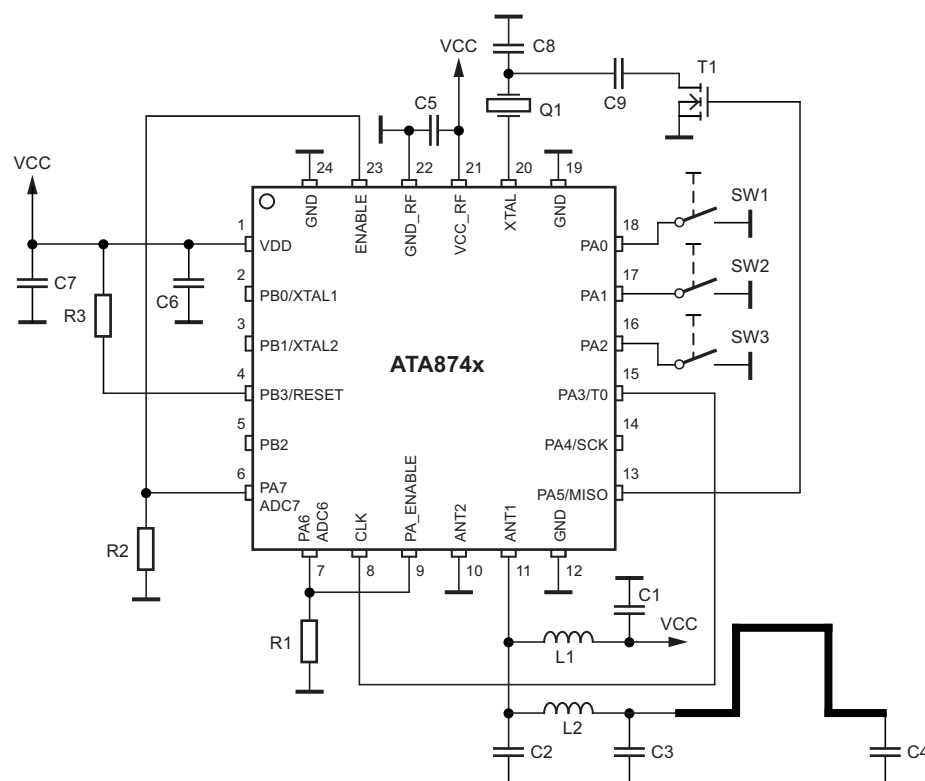 C8
VCC
T1
C9
C5
Q1
VCC
24
23
22
21
20
19
GND
ENABLE
GND_RF
VCC_RF
XTAL
GND
1
VDD
PA0
18
SW1
C7
C6
R3
2
PB0/XTAL1
PA1
17
SW2
3
PB1/XTAL2
PA2
16
SW3
ATA874x
4
PB3/RESET
PA3/T0
15
5
PB2
PA4/SCK
14
6
PA7
ADC7
PA5/MISO
13
PA6
ADC6
CLK
PA_ENABLE
ANT2
ANT1
GND
R2
7
8
9
10
11
12
R1
C1
VCC
L1
L2
C2
C3
C4